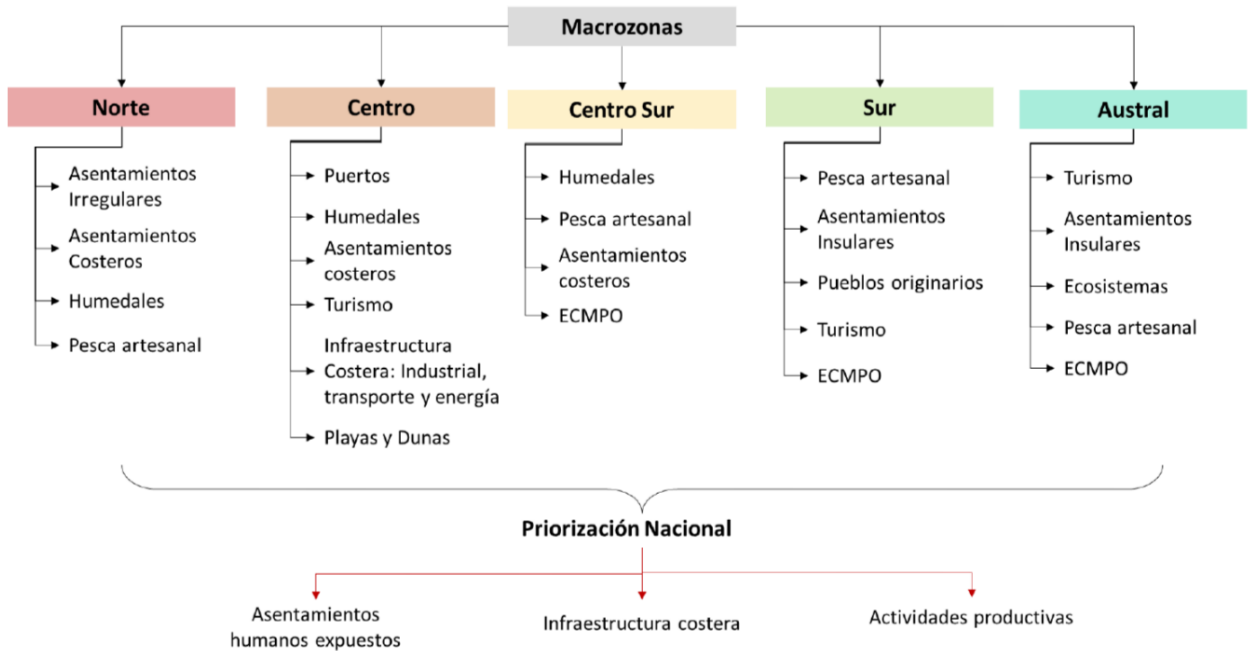 Macrozonas
Norte
Asentamientos
Irregulares
Asentamientos
Costeros
Humedales
Pesca artesanal
Centro
Puertos
Humedales
Asentamientos
costeros
Turismo
Infraestructura
Costera: Industrial,
transporte y energía
Playas y Dunas
Centro Sur
Humedales
Pesca artesanal
Asentamientos
costeros
ECMPO
Sur
Pesca artesanal
Asentamientos
Insulares
Pueblos originarios
Turismo
ECMPO
Austral
Turismo
Asentamientos
Insulares
Ecosistemas
Pesca artesanal
ECMPO
Priorización Nacional
Asentamientos
humanos expuestos
Infraestructura costera
Actividades productivas